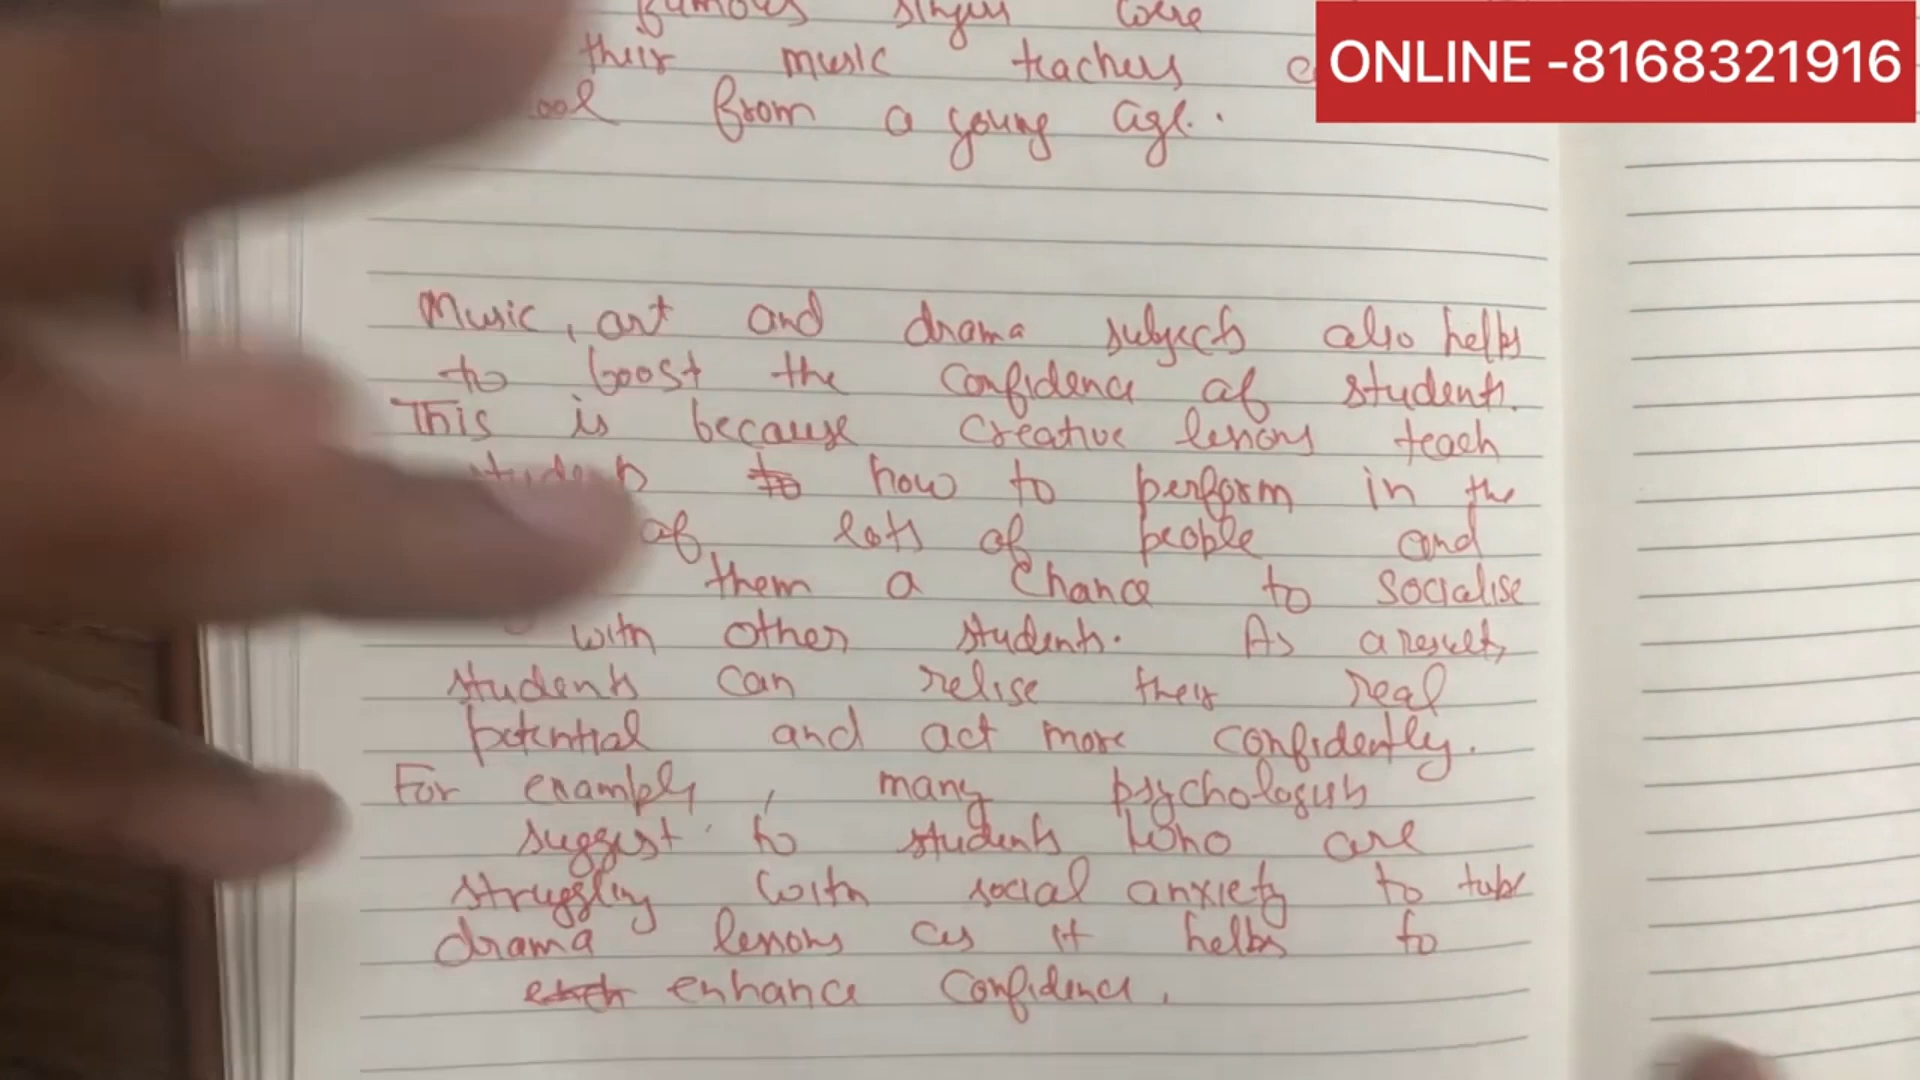 famous singers were
their music teachers
ONLINE -8168321916
from a young age.
Music, art and drama subjects also helps
to boost the confidence of students.
This is because creative lessons teach
students to how to perform in the
of lots of people and
them a chance to socialise
with other students. As a result,
students can relise their real
potential and act more confidently.
For example, many psychologists
suggest to students who are
struggling with social anxiety to take
drama lessons as it helps to
enhance confidence.